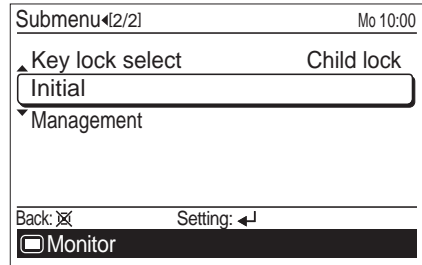 Submenu◂[2/2] Mo 10:00
Key lock select Child lock
Initial
Management
Back: Setting:
Monitor